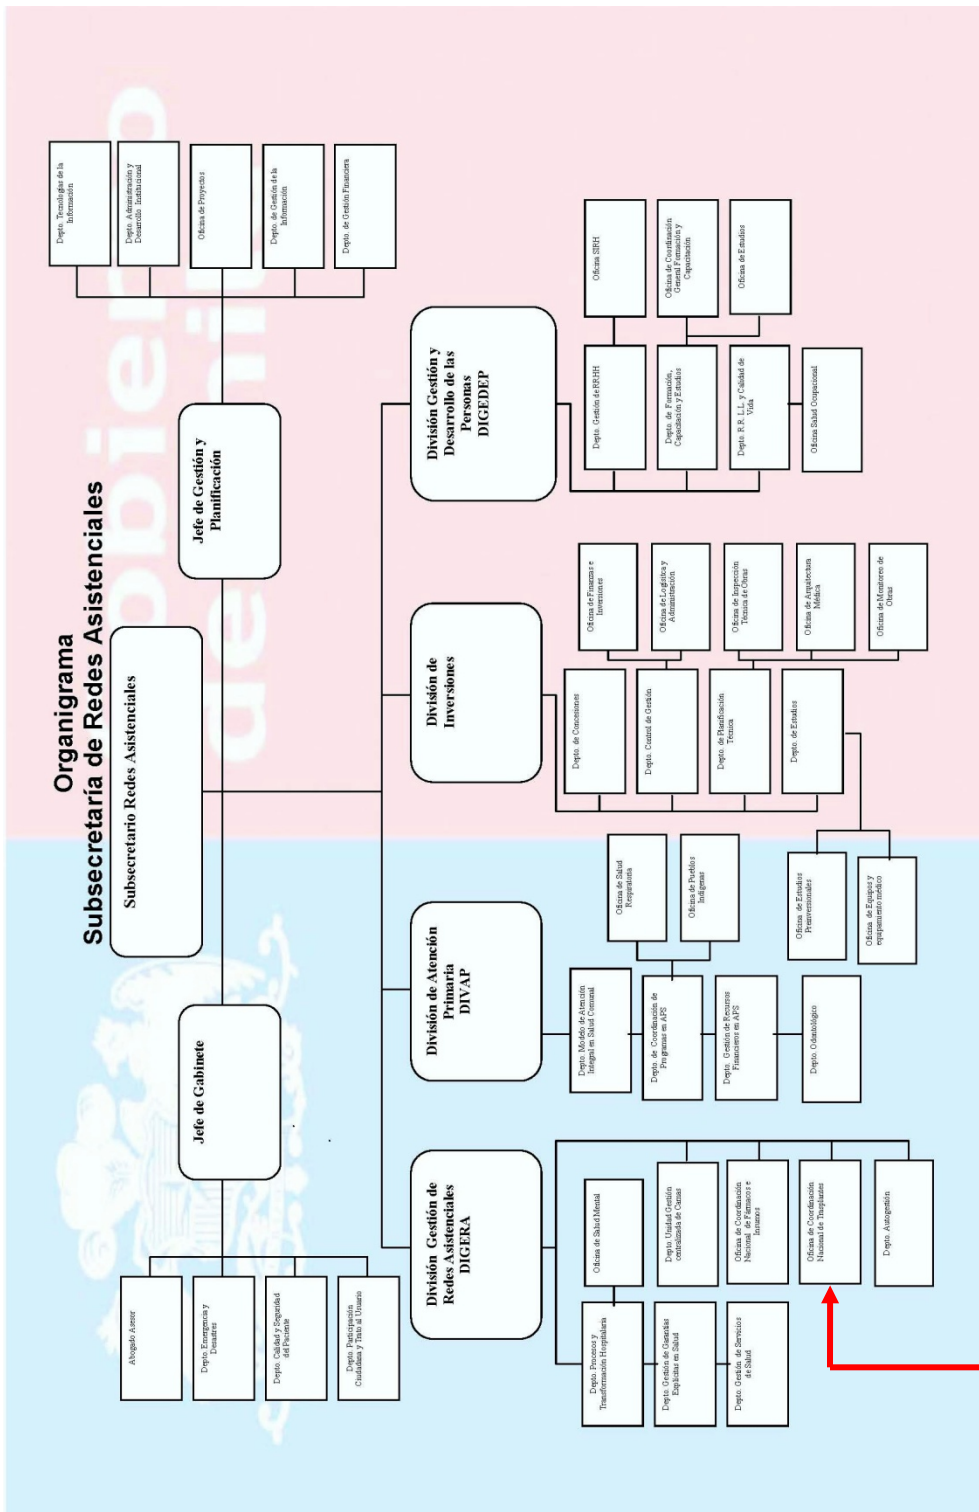 Organigrama
Subsecretaría de Redes Asistenciales
Subsecretario Redes Asistenciales
Jefe de Gabinete
Jefe de Gestión y
Planificación
Abogado Asesor
Depto. Emergencia y
Desastres
Depto. Calidad y Seguridad
del Paciente
Depto. Participación
Ciudadana y Trato al Usuario
Depto. Tecnologías de la
Información
Depto. Administración y
Desarrollo Institucional
Oficina de Proyectos
Depto. de Gestión de la
Información
Depto. de Gestión Financiera
División Gestión de
Redes Asistenciales
DIGERA
División de Atención
Primaria
DIVAP
División de
Inversiones
División Gestión y
Desarrollo de las
Personas
DIGEDEP
Depto. Procesos y
Transformación Hospitalaria
Depto. Gestión de Garantías
Explícitas en Salud
Depto. Gestión de Servicios
de Salud
Oficina de Salud Mental
Depto. Unidad Gestión
centralizada de Camas
Oficina de Coordinación
Nacional de Fármacos e
Insumos
Oficina de Coordinación
Nacional de Trasplantes
Depto. Autogestión
Depto. Modelo de Atención
Integral en Salud Comunal
Depto. de Coordinación de
Programas en APS
Depto. Gestión de Recursos
Financieros en APS
Depto. Odontológico
Oficina de Salud
Respiratoria
Oficina de Pueblos
Indígenas
Depto. de Concesiones
Depto. Control de Gestión
Depto. de Planificación
Técnica
Depto. de Estudios
Oficina de Finanzas e
Inversiones
Oficina de Logística y
Administración
Oficina de Inspección
Técnica de Obras
Oficina de Arquitectura
Médica
Oficina de Monitoreo de
Obras
Oficina de Estudios
Preinversionales
Oficina de Equipos y
equipamiento médico
Depto. Gestión de RRHH
Depto. de Formación,
Capacitación y Estudios
Depto. R.R. L.L. y Calidad de
Vida
Oficina Salud Ocupacional
Oficina SIRH
Oficina de Coordinación
General Formación y
Capacitación
Oficina de Estudios